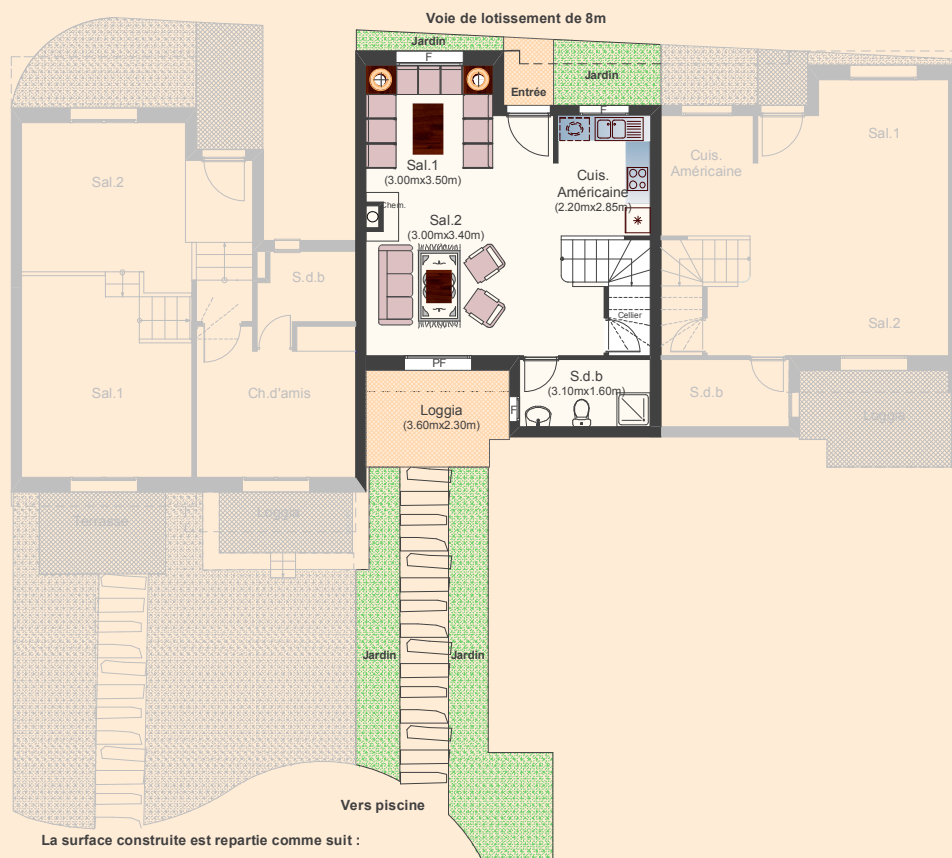 Voie de lotissement de 8m
Jardin
F
Entrée
Jardin
F
Sal.1
(3.00mx3.50m)
Cuis.
Américaine
(2.20mx2.85m)
Chem.
Sal.2
(3.00mx3.40m)
Cellier
PF
S.d.b
(3.10mx1.60m)
F
Loggia
(3.60mx2.30m)
Sal.2
S.d.b
Sal.1
Ch.d'amis
Terrasse
Loggia
Cuis.
Américaine
Sal.1
Sal.2
S.d.b
Loggia
Jardin
Jardin
Vers piscine
La surface construite est repartie comme suit :